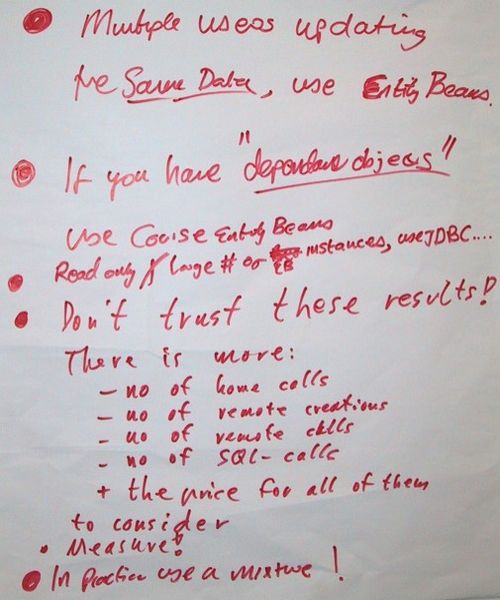 Multiple users updating
the Same Data, use Entity Beans.
If you have "dependant objects"
use Course Entity Beans
Read only / large # of EB instances, use JDBC....
Don't trust these results!
There is more:
- no of home calls
- no of remote creations
- no of remote calls
- no of SQL- calls
+ the price for all of them
to consider
• Measure!
In Practice use a mixture!